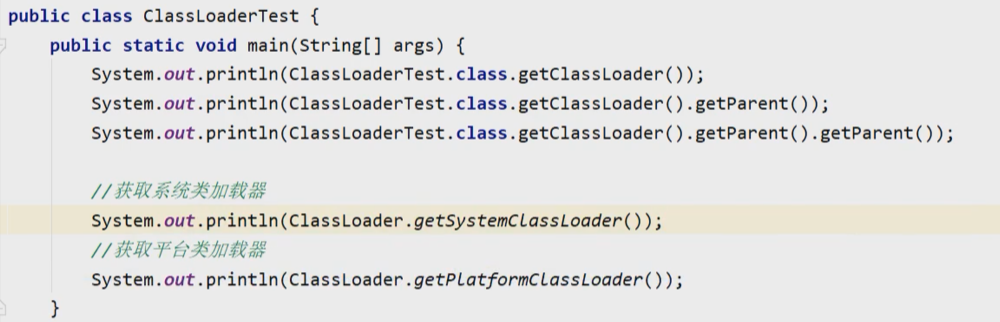 public class ClassLoaderTest {
    public static void main(String[] args) {
        System.out.println(ClassLoaderTest.class.getClassLoader());
        System.out.println(ClassLoaderTest.class.getClassLoader().getParent());
        System.out.println(ClassLoaderTest.class.getClassLoader().getParent().getParent());
        //获取系统类加载器
        System.out.println(ClassLoader.getSystemClassLoader());
        //获取平台类加载器
        System.out.println(ClassLoader.getPlatformClassLoader());
    }